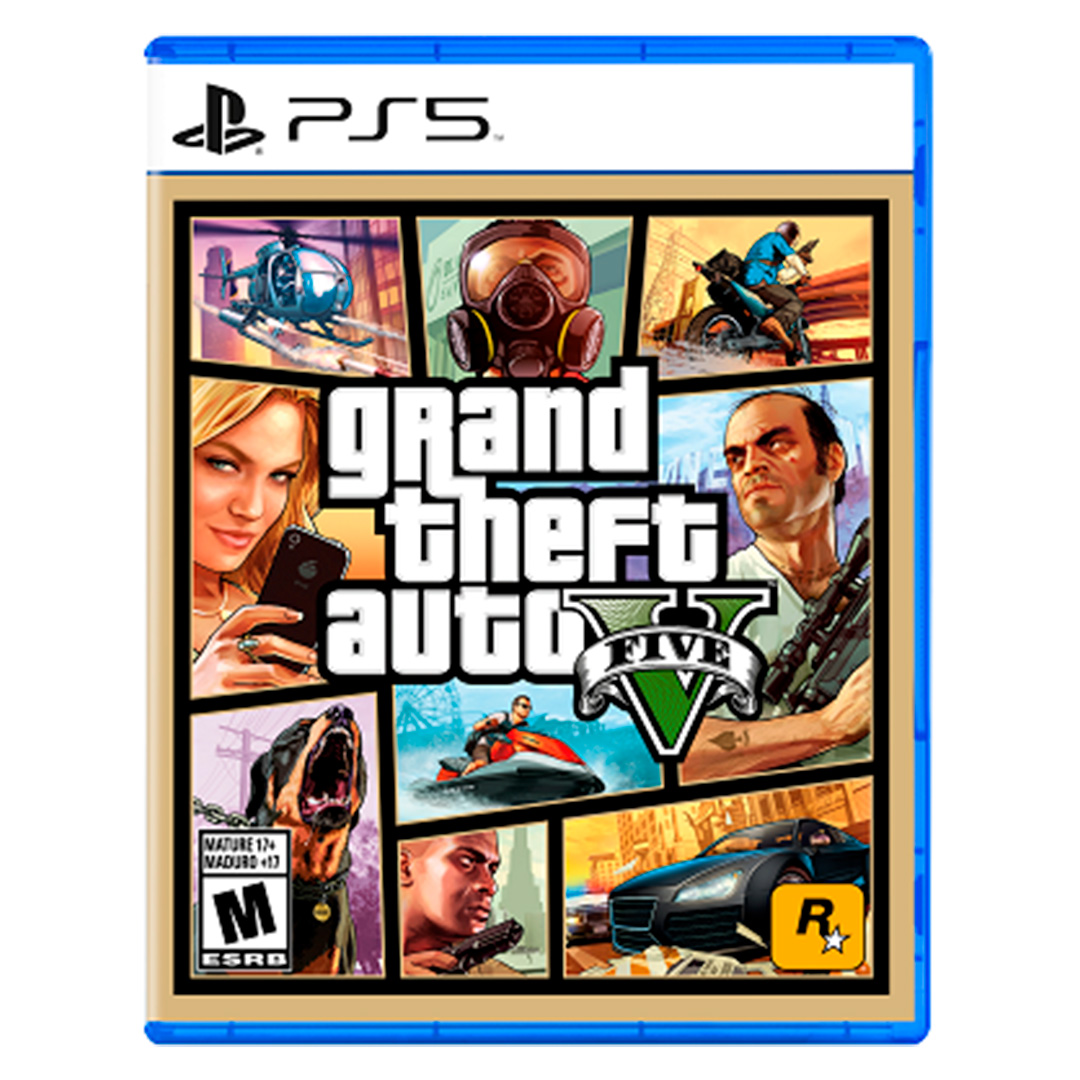 PS5
grand
theft
auto V
FIVE
MATURE 17+
MADURO +17
M
ESRB
R